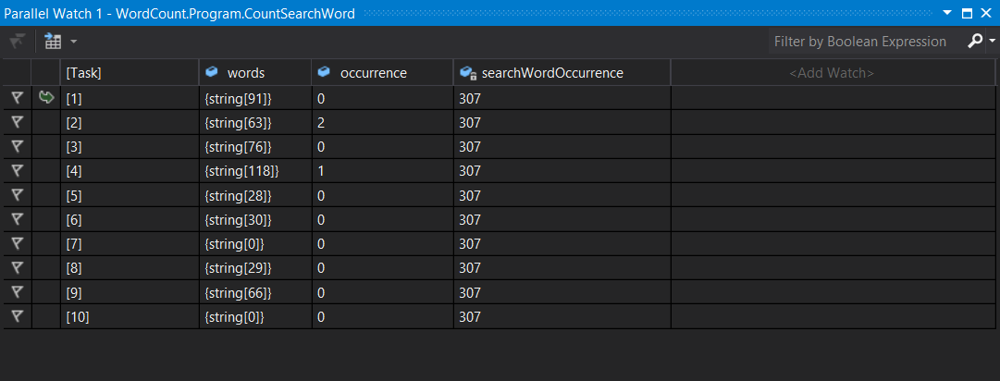 Parallel Watch 1 - WordCount.Program.CountSearchWord
Filter by Boolean Expression
[Task] words occurrence searchWordOccurrence <Add Watch>
[1] {string[91]} 0 307
[2] {string[63]} 2 307
[3] {string[76]} 0 307
[4] {string[118]} 1 307
[5] {string[28]} 0 307
[6] {string[30]} 0 307
[7] {string[0]} 0 307
[8] {string[29]} 0 307
[9] {string[66]} 0 307
[10] {string[0]} 0 307